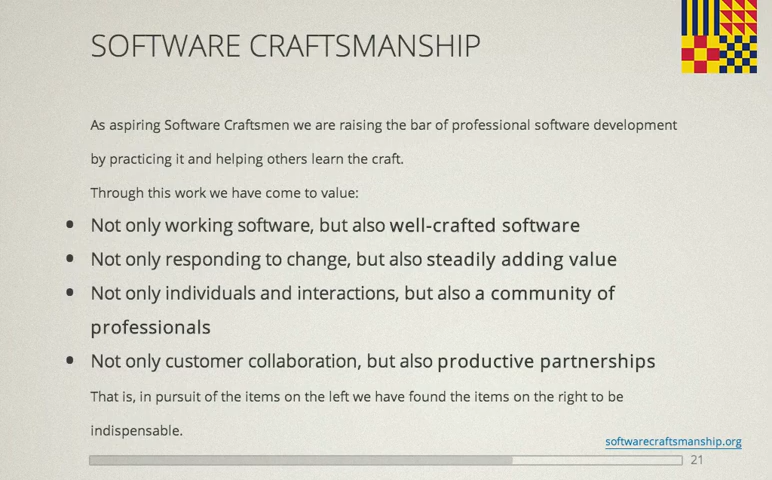 SOFTWARE CRAFTSMANSHIP
As aspiring Software Craftsmen we are raising the bar of professional software development
by practicing it and helping others learn the craft.
Through this work we have come to value:
• Not only working software, but also well-crafted software
• Not only responding to change, but also steadily adding value
• Not only individuals and interactions, but also a community of
professionals
• Not only customer collaboration, but also productive partnerships
That is, in pursuit of the items on the left we have found the items on the right to be
indispensable.
softwarecraftsmanship.org
21